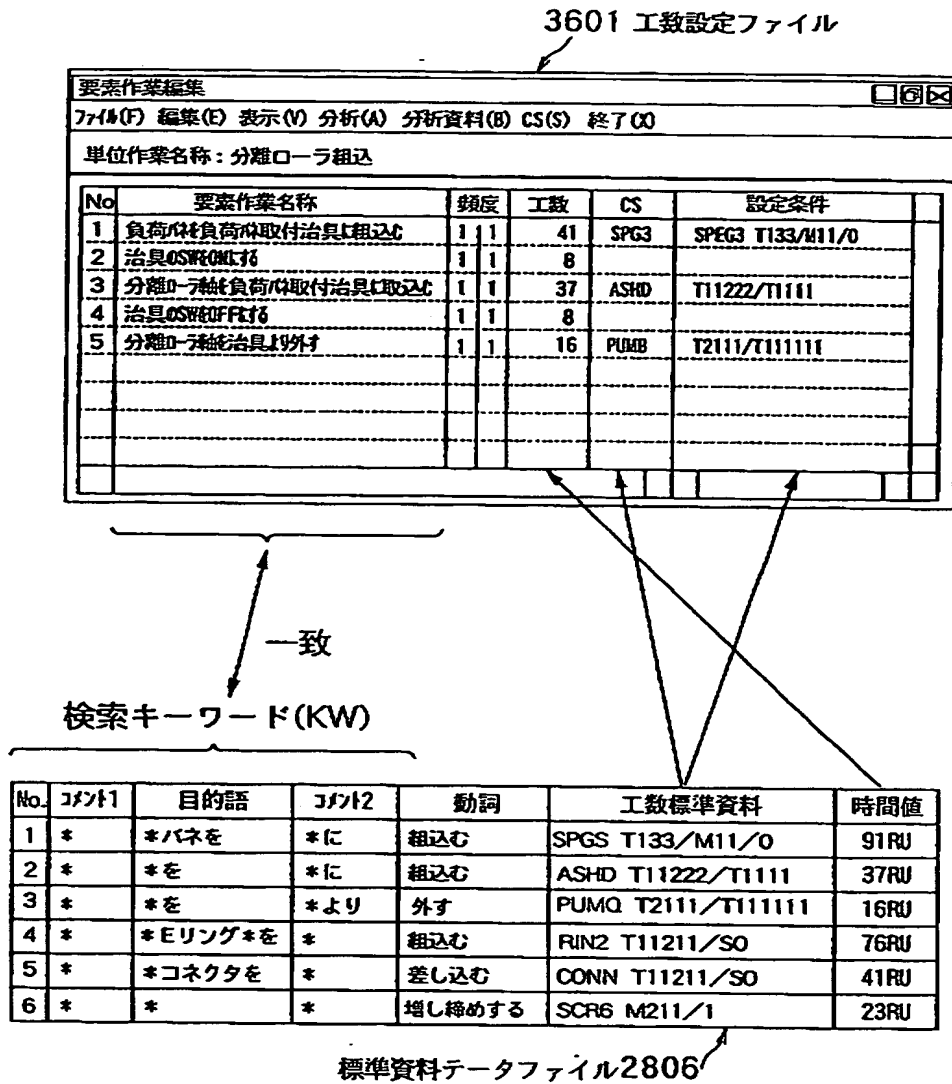 3601 工数設定ファイル
要素作業編集
ファイル(F) 編集(E) 表示(V) 分析(A) 分析資料(B) CS(S) 終了(X)
単位作業名称：分離ローラ組込
No 要素作業名称 頻度 工数 CS 設定条件
1 負荷バネを負荷バネ取付治具に組込む 1 1 41 SPG3 SPEG3 T133/M11/0
2 治具のSWをONにする 1 1 8
3 分離ローラ軸を負荷バネ取付治具に取込む 1 1 37 ASHD T11222/T1111
4 治具のSWをOFFにする 1 1 8
5 分離ローラ軸を治具より外す 1 1 16 PUMB T2111/T111111
一致
検索キーワード(KW)
No. コメント1 目的語 コメント2 動詞 工数標準資料 時間値
1 * *バネを *に 組込む SPGS T133/M11/0 91RU
2 * *を *に 組込む ASHD T11222/T1111 37RU
3 * *を *より 外す PUMQ T2111/T111111 16RU
4 * *Eリング*を * 組込む RIN2 T11211/SO 76RU
5 * *コネクタを * 差し込む CONN T11211/SO 41RU
6 * * * 増し締めする SCR6 M211/1 23RU
標準資料テータファイル2806